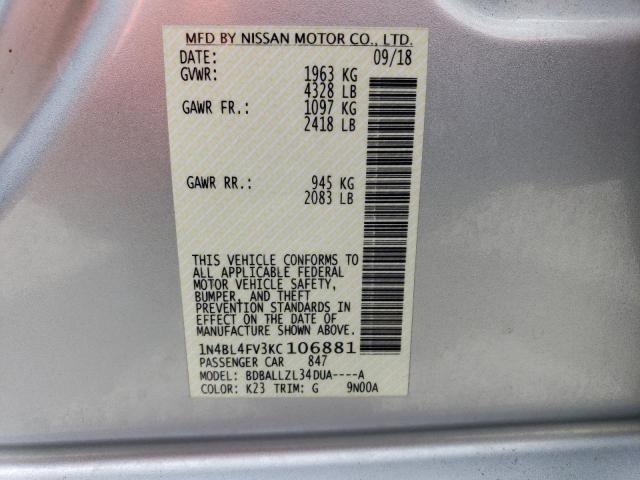 MFD BY NISSAN MOTOR CO., LTD.
DATE: 09/18
GVWR: 1963 KG
4328 LB
GAWR FR.: 1097 KG
2418 LB
GAWR RR.: 945 KG
2083 LB
THIS VEHICLE CONFORMS TO
ALL APPLICABLE FEDERAL
MOTOR VEHICLE SAFETY,
BUMPER, AND THEFT
PREVENTION STANDARDS IN
EFFECT ON THE DATE OF
MANUFACTURE SHOWN ABOVE.
1N4BL4FV3KC106881
PASSENGER CAR 847
MODEL: BDBALLZL34DUA----A
COLOR: K23 TRIM: G 9N00A